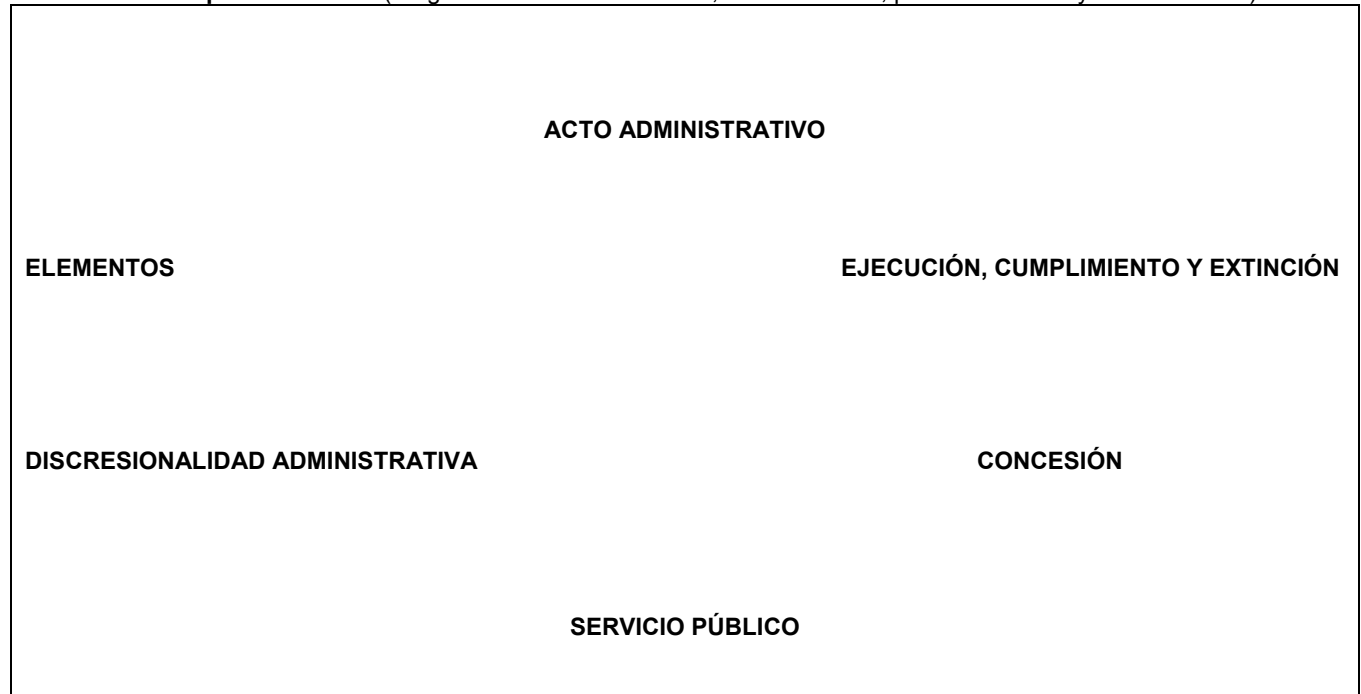 ACTO ADMINISTRATIVO
ELEMENTOS EJECUCIÓN, CUMPLIMIENTO Y EXTINCIÓN
DISCRESIONALIDAD ADMINISTRATIVA CONCESIÓN
SERVICIO PÚBLICO